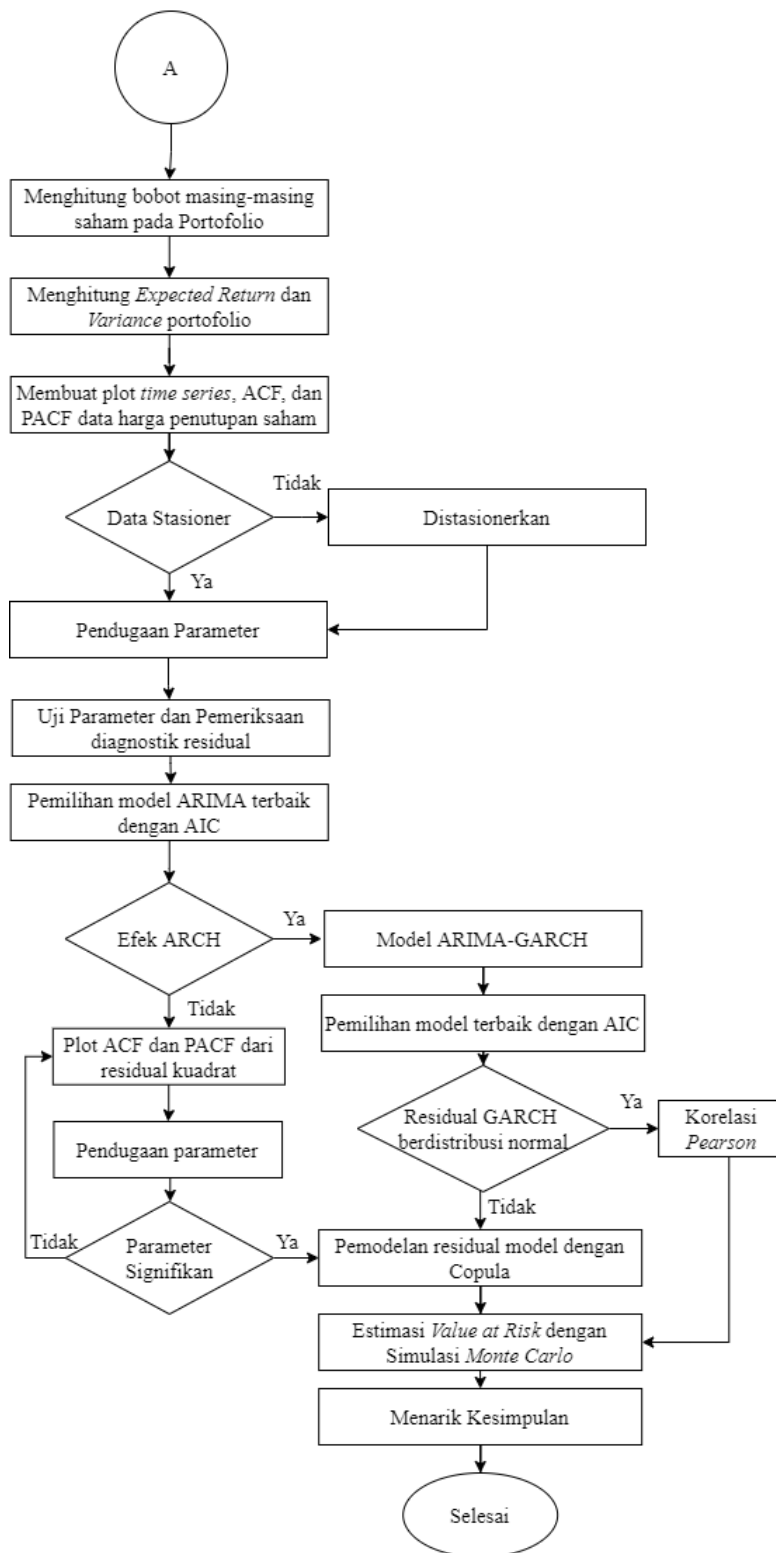 A
Menghitung bobot masing-masing
saham pada Portofolio
Menghitung Expected Return dan
Variance portofolio
Membuat plot time series, ACF, dan
PACF data harga penutupan saham
Data Stasioner
Tidak
Distasionerkan
Ya
Pendugaan Parameter
Uji Parameter dan Pemeriksaan
diagnostik residual
Pemilihan model ARIMA terbaik
dengan AIC
Efek ARCH
Ya
Model ARIMA-GARCH
Tidak
Pemilihan model terbaik dengan AIC
Plot ACF dan PACF dari
residual kuadrat
Residual GARCH
berdistribusi normal
Ya
Korelasi
Pearson
Pendugaan parameter
Tidak
Parameter
Signifikan
Tidak
Ya
Pemodelan residual model dengan
Copula
Estimasi Value at Risk dengan
Simulasi Monte Carlo
Menarik Kesimpulan
Selesai